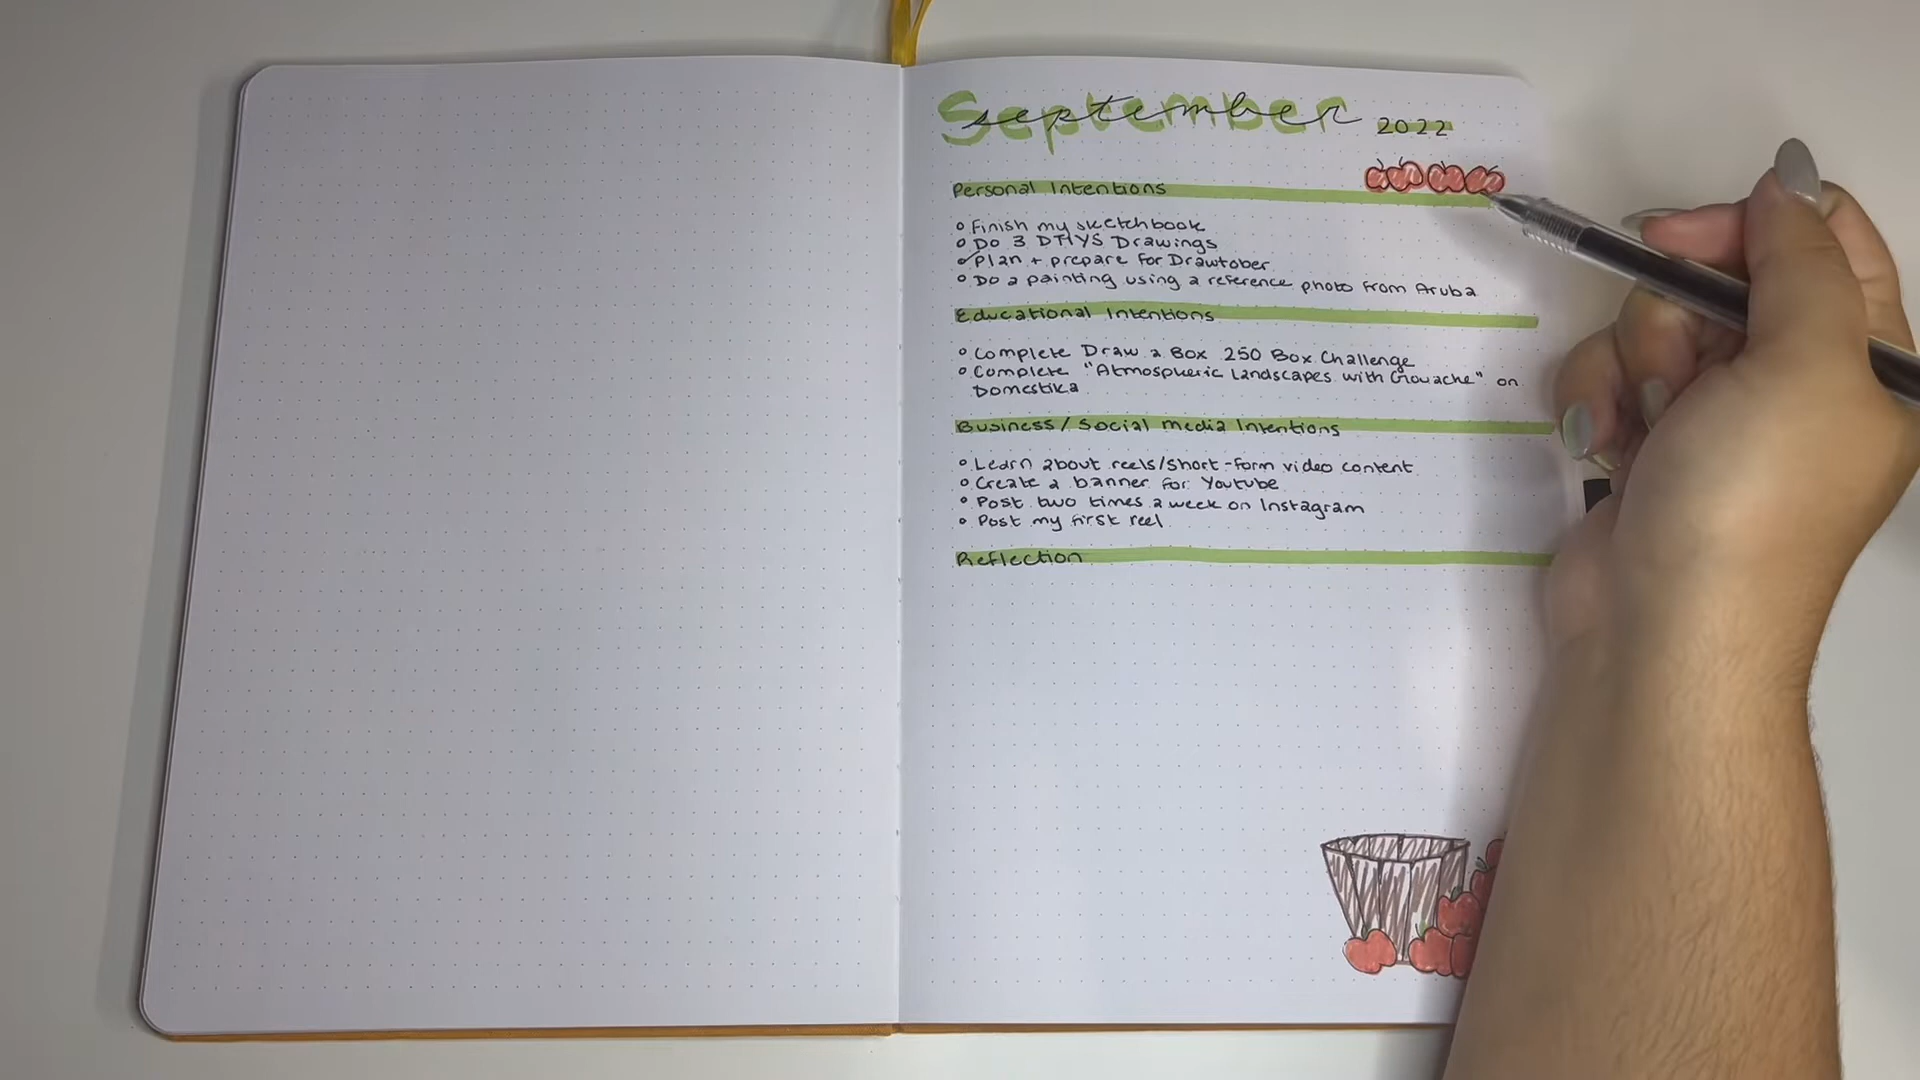 September
september 2022
Personal Intentions
Finish my sketchbook
Do 3 DTIYS Drawings
Plan + prepare for Drawtober
Do a painting using a reference photo from Aruba
Educational Intentions
Complete Draw a Box 250 Box Challenge
Complete "Atmospheric Landscapes with Gouache" on
Domestika
Business/Social Media Intentions
Learn about reels/short-form video content
Create a banner for Youtube
Post two times a week on Instagram
Post my first reel
Reflection